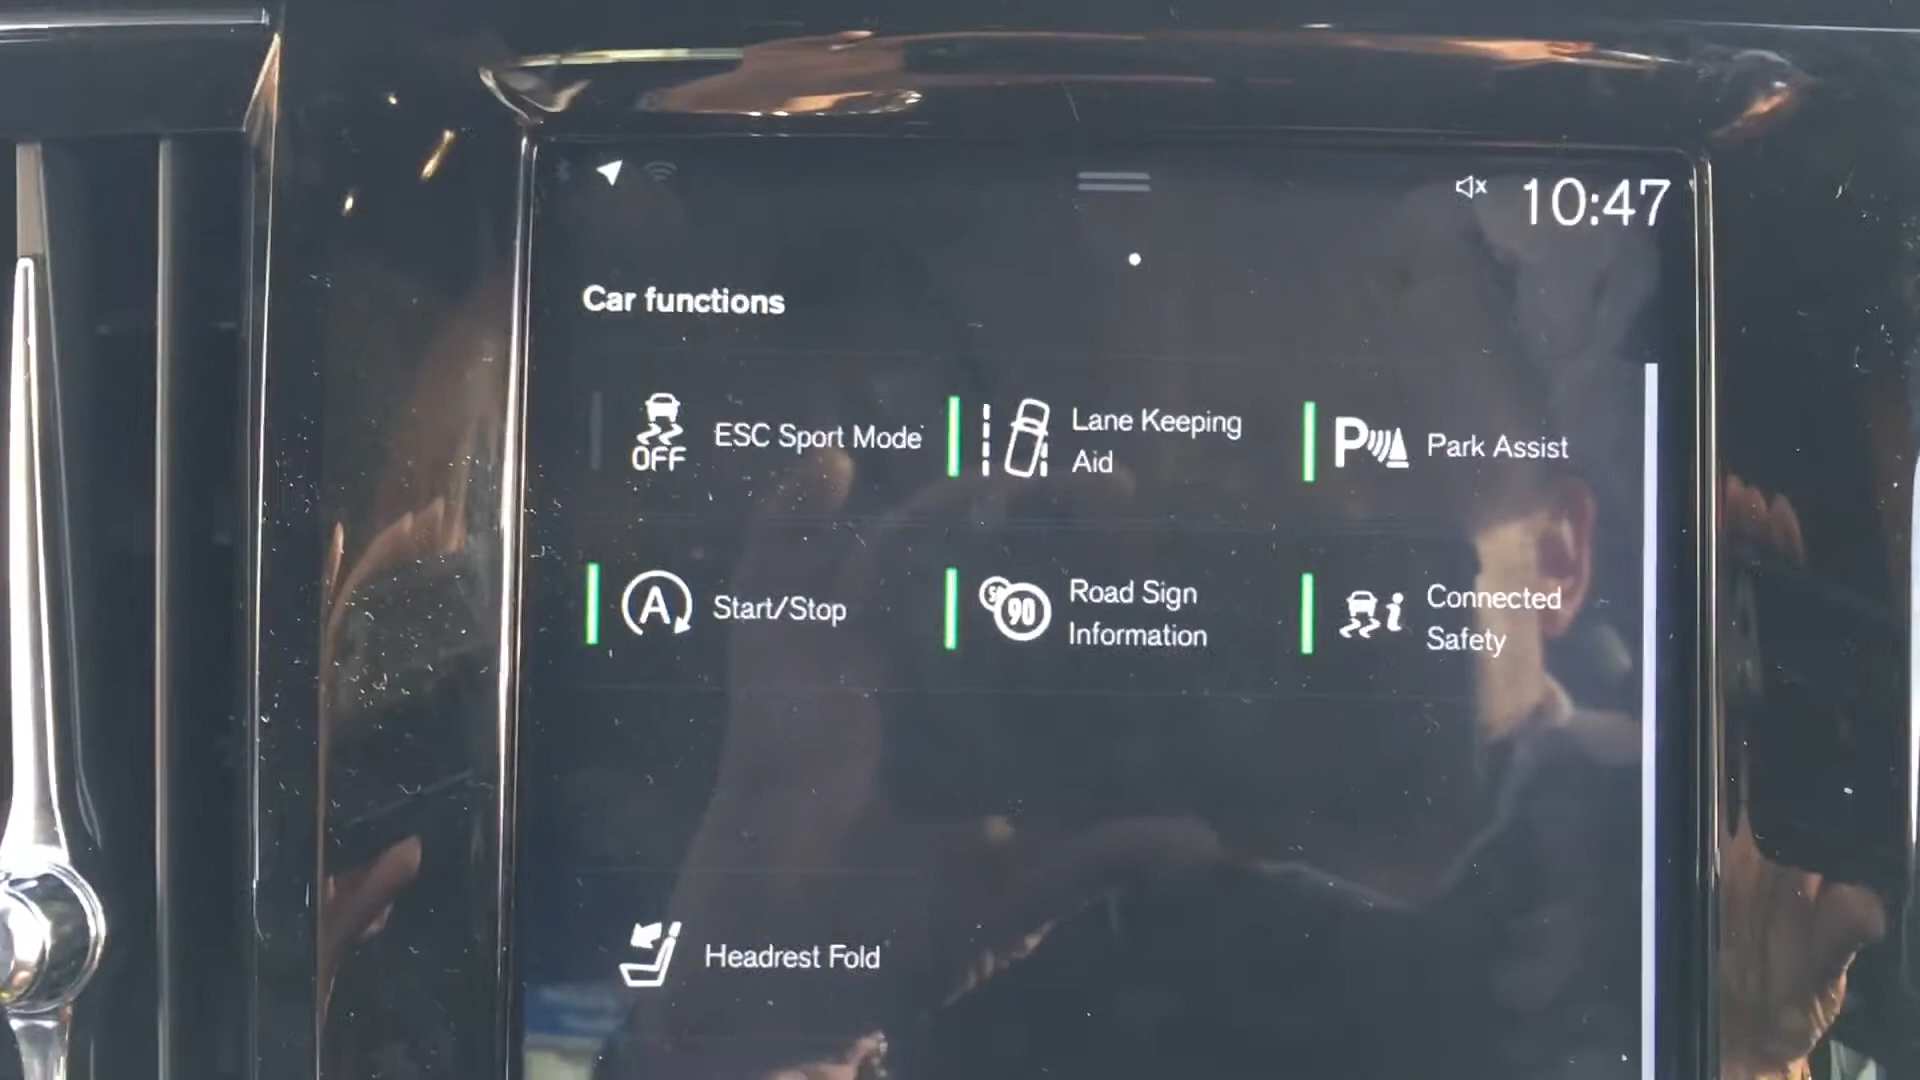 10:47
Car functions
OFF
ESC Sport Mode
Lane Keeping
Aid
P
Park Assist
A
Start/Stop
90
Road Sign
Information
i
Connected
Safety
Headrest Fold